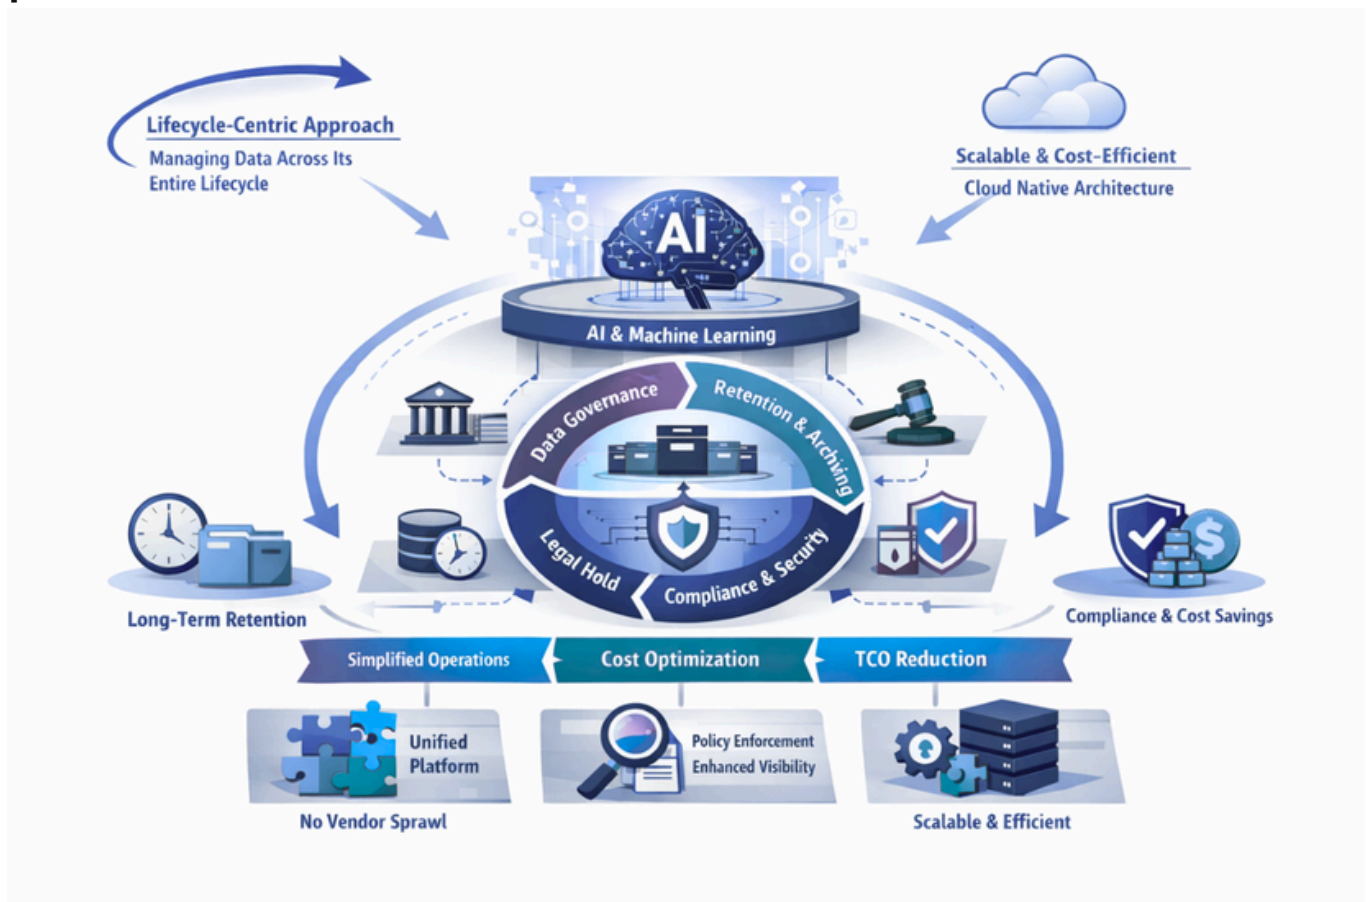 Lifecycle-Centric Approach
Managing Data Across Its
Entire Lifecycle
Scalable & Cost-Efficient
Cloud Native Architecture
AI
AI & Machine Learning
Data Governance
Retention & Archiving
Legal Hold
Compliance & Security
$
Long-Term Retention
Compliance & Cost Savings
Simplified Operations
Cost Optimization
TCO Reduction
Unified
Platform
Policy Enforcement
Enhanced Visibility
No Vendor Sprawl
Scalable & Efficient